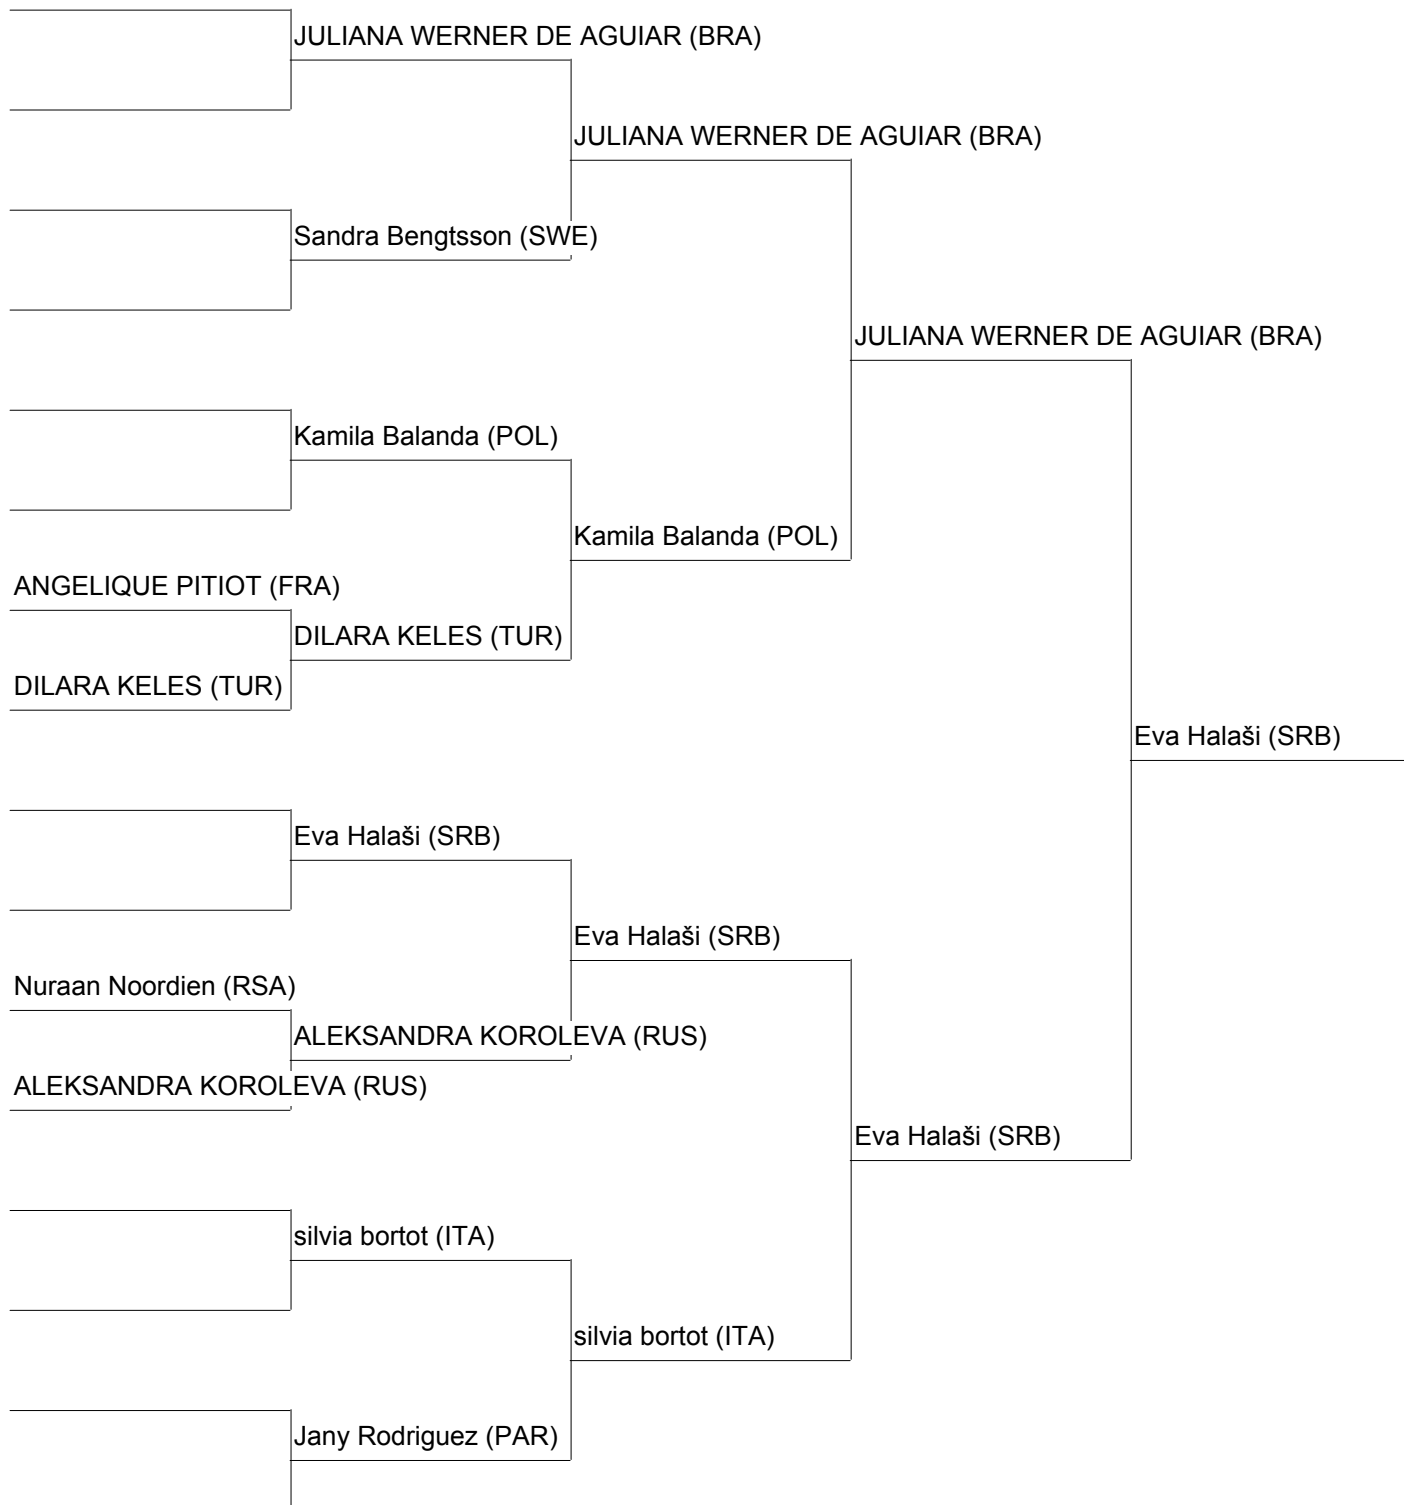 JULIANA WERNER DE AGUIAR (BRA)
JULIANA WERNER DE AGUIAR (BRA)
Sandra Bengtsson (SWE)
JULIANA WERNER DE AGUIAR (BRA)
Kamila Balanda (POL)
Kamila Balanda (POL)
ANGELIQUE PITIOT (FRA)
DILARA KELES (TUR)
DILARA KELES (TUR)
Eva Halaši (SRB)
Eva Halaši (SRB)
Eva Halaši (SRB)
Nuraan Noordien (RSA)
ALEKSANDRA KOROLEVA (RUS)
ALEKSANDRA KOROLEVA (RUS)
Eva Halaši (SRB)
silvia bortot (ITA)
silvia bortot (ITA)
Jany Rodriguez (PAR)